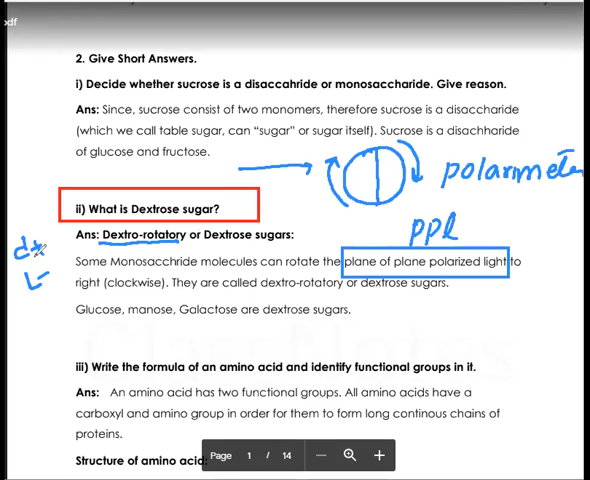 pdf
2. Give Short Answers.
i) Decide whether sucrose is a disaccahride or monosaccharide. Give reason.
Ans: Since, sucrose consist of two monomers, therefore sucrose is a disaccharide
(which we call table sugar, can “sugar” or sugar itself). Sucrose is a disachharide
of glucose and fructose.
polarimete
ii) What is Dextrose sugar?
ppl
Ans: Dextro-rotatory or Dextrose sugars:
Some Monosacchride molecules can rotate the plane of plane polarized light to
right (clockwise). They are called dextro-rotatory or dextrose sugars.
Glucose, manose, Galactose are dextrose sugars.
iii) Write the formula of an amino acid and identify functional groups in it.
Ans: An amino acid has two functional groups. All amino acids have a
carboxyl and amino group in order for them to form long continous chains of
proteins.
Structure of amino acid:
Page 1 / 14